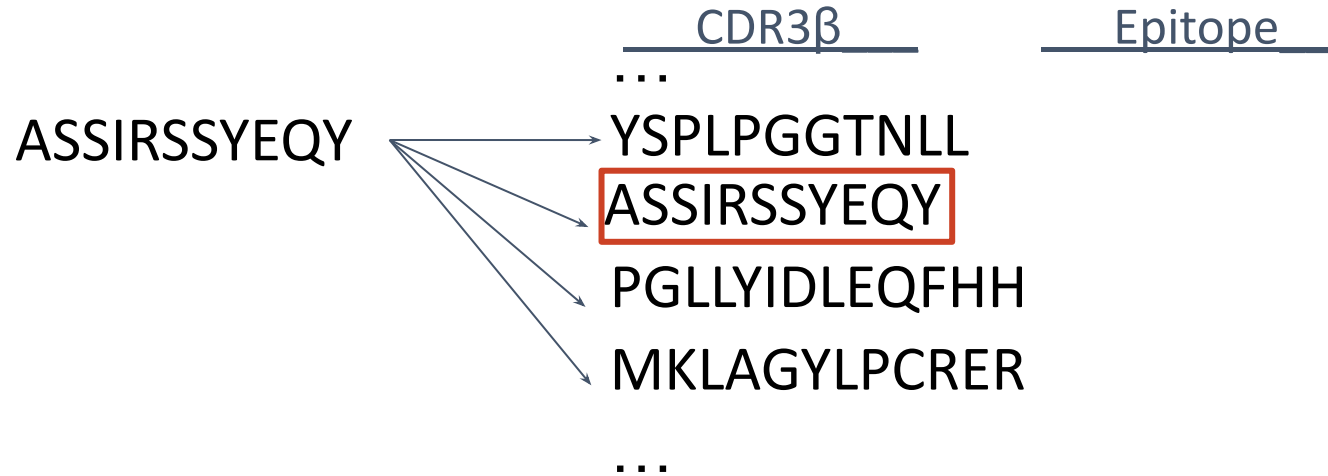 CDR3β Epitope
...
ASSIRSSYEQY YSPLPGGTNLL
ASSIRSSYEQY
PGLLYIDLEQFHH
MKLAGYLPCRER
...